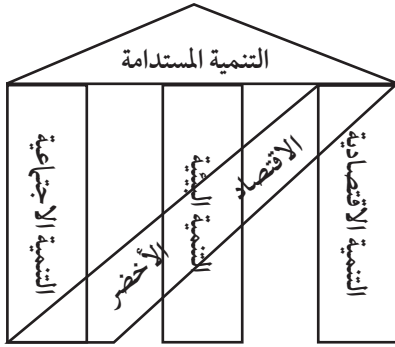 التنمية المستدامة
التنمية الاقتصادية
التنمية البيئية
التنمية الاجتماعية
الاقتصاد الأخضر